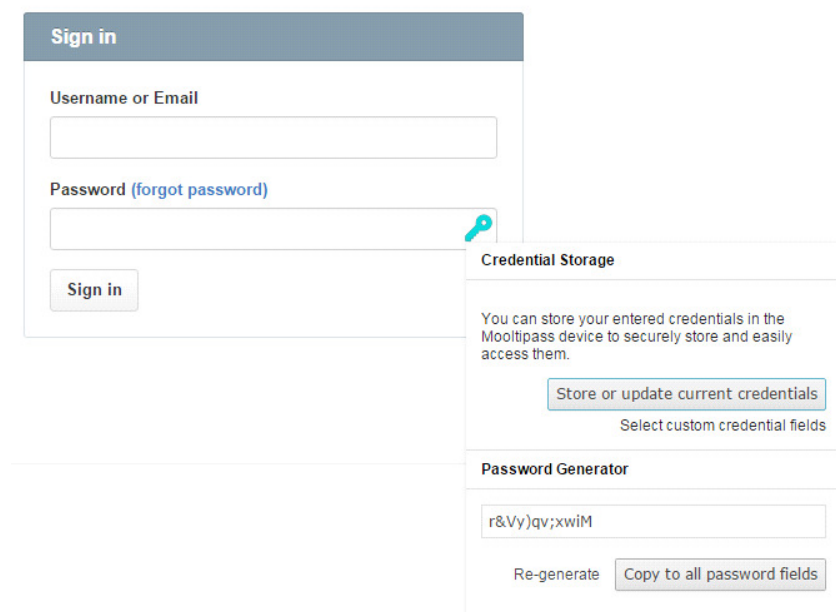 Sign in
Username or Email
Password (forgot password)
Sign in
Credential Storage
You can store your entered credentials in the
Mooltipass device to securely store and easily
access them.
Store or update current credentials
Select custom credential fields
Password Generator
r&Vy)qv;xwiM
Re-generate Copy to all password fields